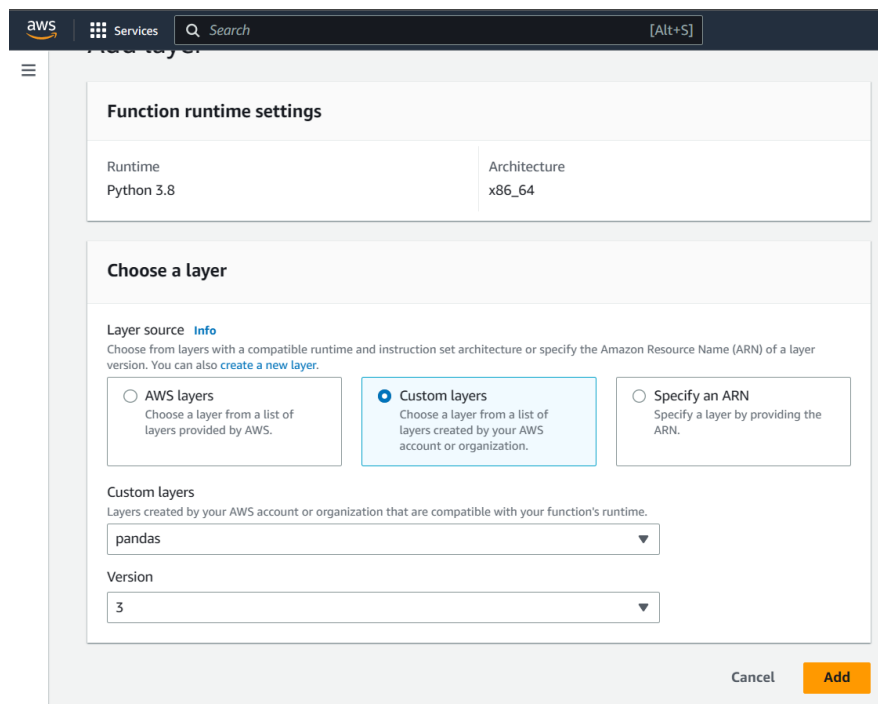 aws
Services
Search
[Alt+S]
Add layer
Function runtime settings
Runtime
Architecture
Python 3.8
x86_64
Choose a layer
Layer source Info
Choose from layers with a compatible runtime and instruction set architecture or specify the Amazon Resource Name (ARN) of a layer
version. You can also create a new layer.
AWS layers
Choose a layer from a list of
layers provided by AWS.
Custom layers
Choose a layer from a list of
layers created by your AWS
account or organization.
Specify an ARN
Specify a layer by providing the
ARN.
Custom layers
Layers created by your AWS account or organization that are compatible with your function's runtime.
pandas
Version
3
Cancel
Add